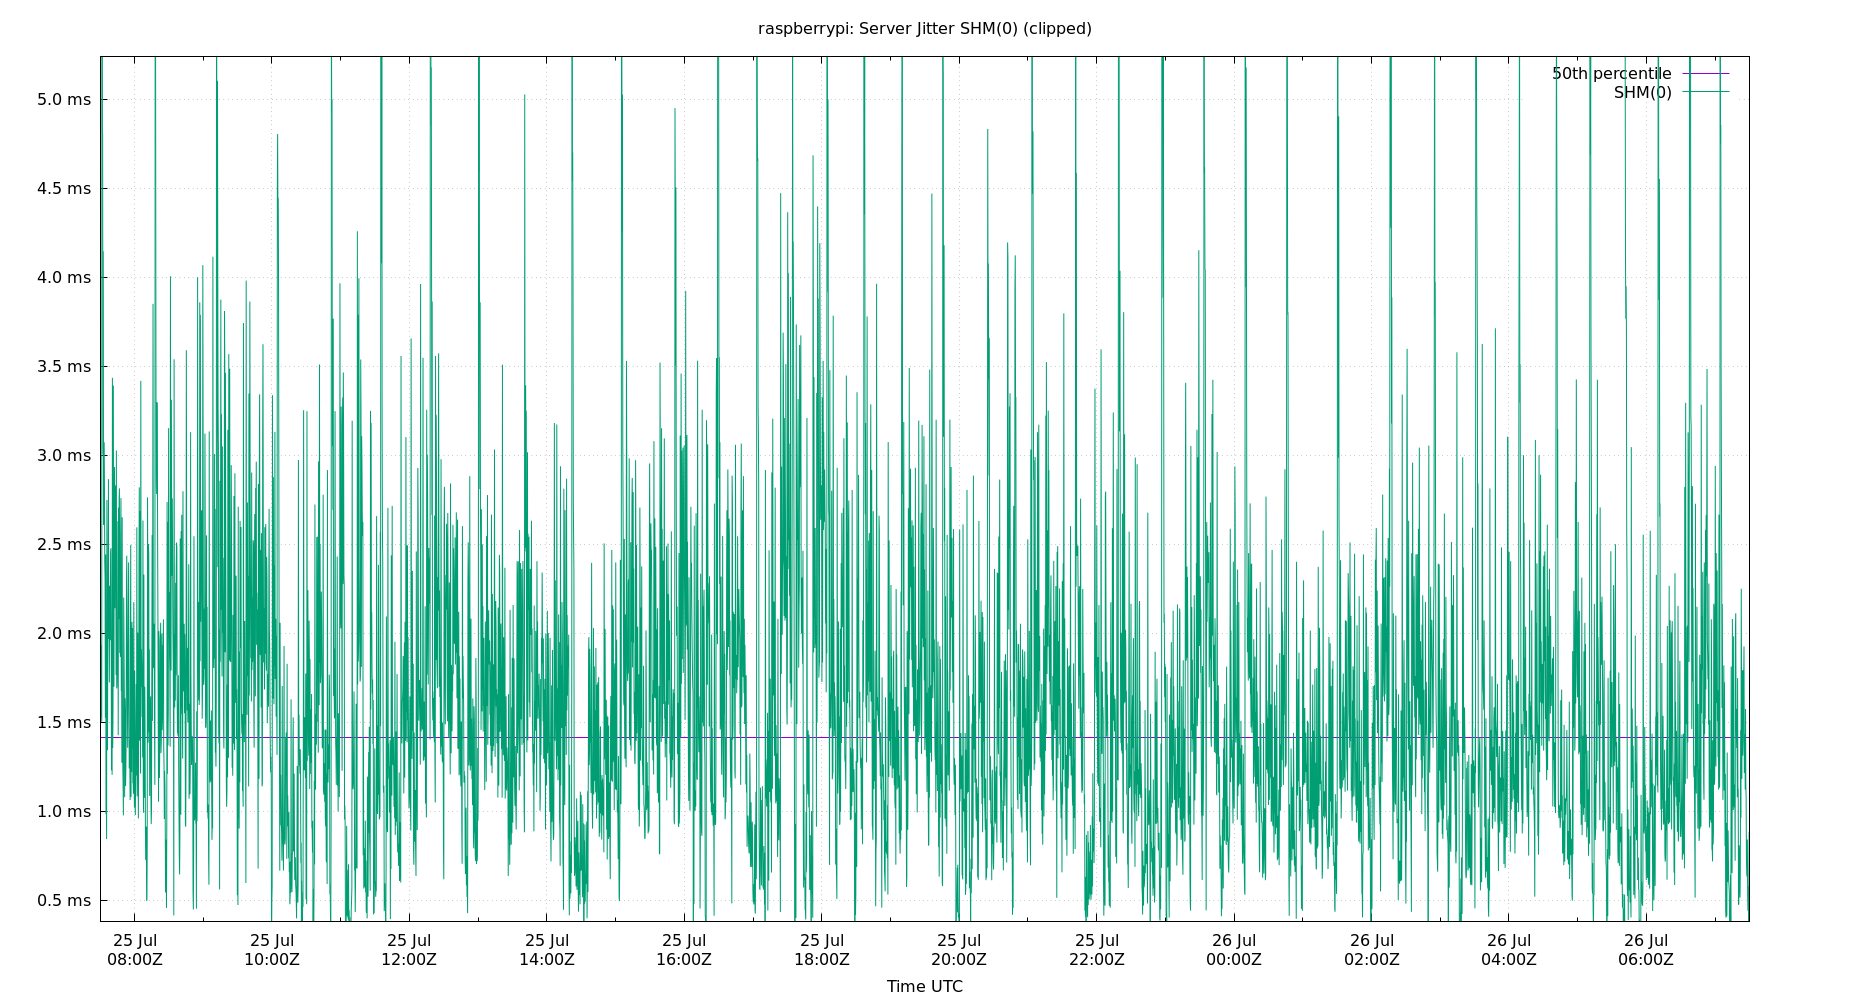 raspberrypi: Server Jitter SHM(0) (clipped)
50th percentile
SHM(0)
5.0 ms
4.5 ms
4.0 ms
3.5 ms
3.0 ms
2.5 ms
2.0 ms
1.5 ms
1.0 ms
0.5 ms
25 Jul 25 Jul 25 Jul 25 Jul 25 Jul 25 Jul 25 Jul 25 Jul 26 Jul 26 Jul 26 Jul 26 Jul
08:00Z 10:00Z 12:00Z 14:00Z 16:00Z 18:00Z 20:00Z 22:00Z 00:00Z 02:00Z 04:00Z 06:00Z
Time UTC